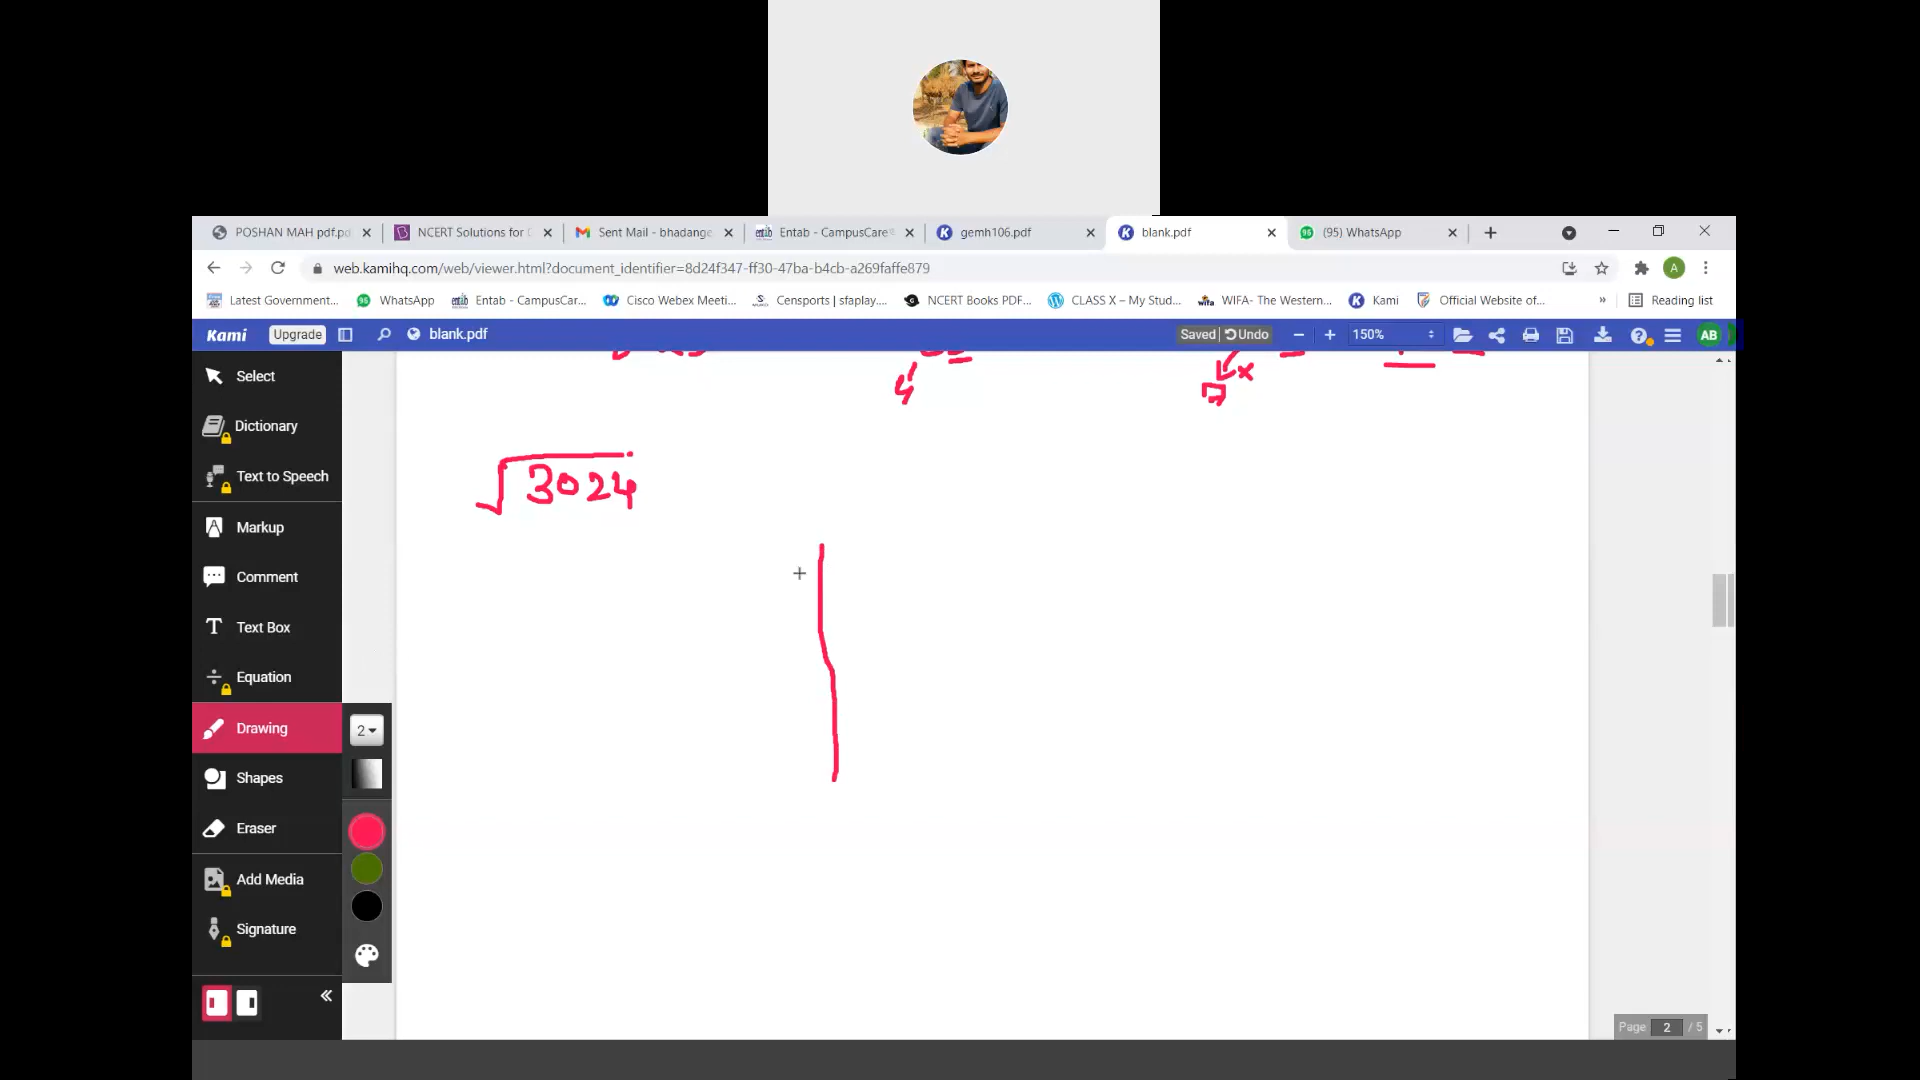 POSHAN MAH pdf.po
NCERT Solutions for
Sent Mail - bhadange
Entab - CampusCare
gemh106.pdf
blank.pdf
(95) WhatsApp
web.kamihq.com/web/viewer.html?document_identifier=8d24f347-ff30-47ba-b4cb-a269faffe879
A
Latest Government...
WhatsApp
Entab - CampusCar...
Cisco Webex Meeti...
Censports | sfaplay....
NCERT Books PDF...
CLASS X – My Stud...
WIFA- The Western...
Kami
Official Website of...
»
Reading list
Kami
Upgrade
blank.pdf
Saved
Undo
150%
AB
Select
Dictionary
Text to Speech
Markup
Comment
Text Box
Equation
Drawing
2
Shapes
Eraser
Add Media
Signature
4
x
√3024
Page 2 / 5